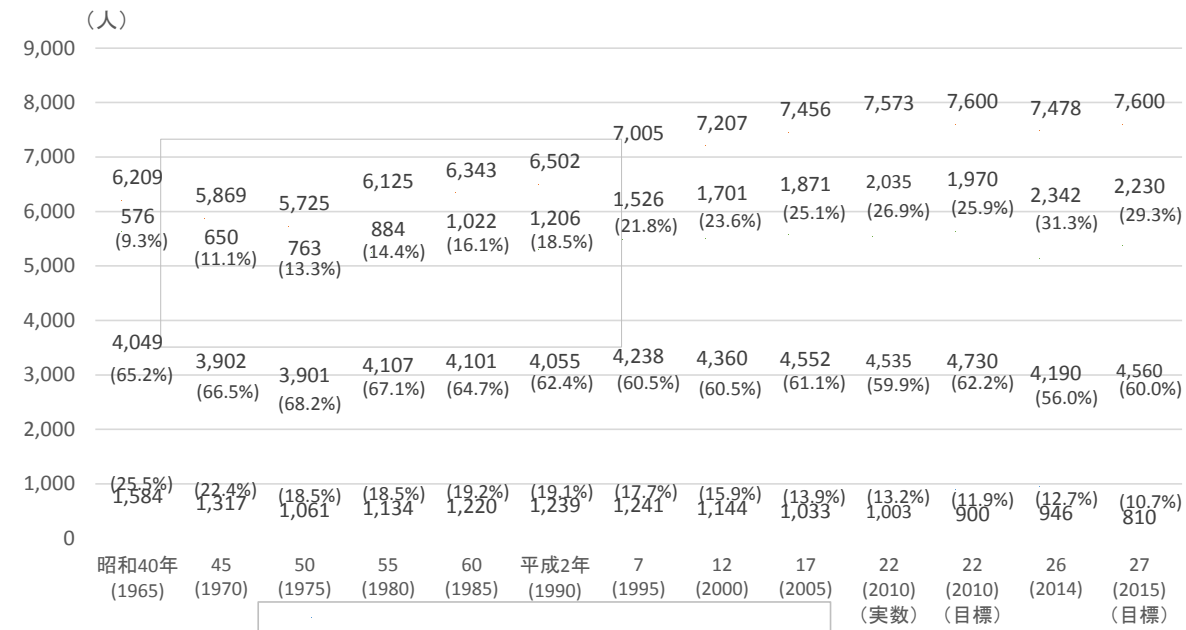 （人）
9,000
8,000
7,000
6,000
5,000
4,000
3,000
2,000
1,000
0
6,209 5,869 5,725 6,125 6,343 6,502 7,005 7,207 7,456 7,573 7,600 7,478 7,600
576 650 763 884 1,022 1,206 1,526 1,701 1,871 2,035 1,970 2,342 2,230
(9.3%) (11.1%) (13.3%) (14.4%) (16.1%) (18.5%) (21.8%) (23.6%) (25.1%) (26.9%) (25.9%) (31.3%) (29.3%)
4,049 3,902 3,901 4,107 4,101 4,055 4,238 4,360 4,552 4,535 4,730 4,190 4,560
(65.2%) (66.5%) (68.2%) (67.1%) (64.7%) (62.4%) (60.5%) (60.5%) (61.1%) (59.9%) (62.2%) (56.0%) (60.0%)
(25.5%) (22.4%) (18.5%) (18.5%) (19.2%) (19.1%) (17.7%) (15.9%) (13.9%) (13.2%) (11.9%) (12.7%) (10.7%)
1,584 1,317 1,061 1,134 1,220 1,239 1,241 1,144 1,033 1,003 900 946 810
昭和40年 45 50 55 60 平成2年 7 12 17 22 22 26 27
(1965) (1970) (1975) (1980) (1985) (1990) (1995) (2000) (2005) (2010) (2010) (2014) (2015)
（実数） （目標） （目標）